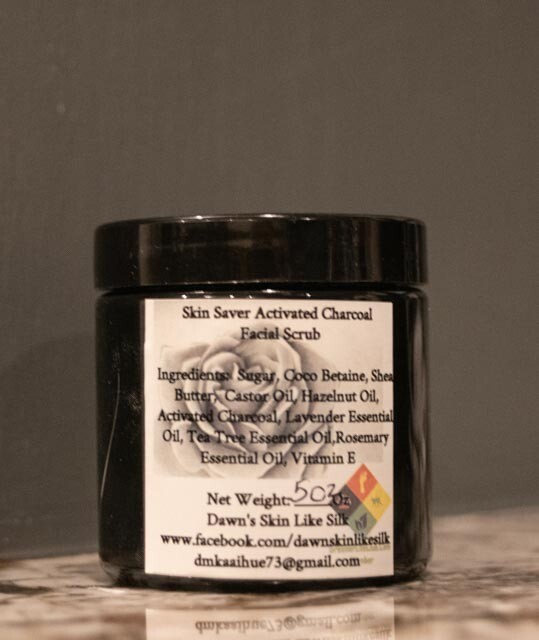 Skin Saver Activated Charcoal
Facial Scrub
Ingredients: Sugar, Coco Betaine, Shea
Butter, Castor Oil, Hazelnut Oil,
Activated Charcoal, Lavender Essential
Oil, Tea Tree Essential Oil,Rosemary
Essential Oil, Vitamin E
Net Weight: 5oz Oz
Dawn's Skin Like Silk
www.facebook.com/dawnskinlikesilk
dmkaaihue73@gmail.com